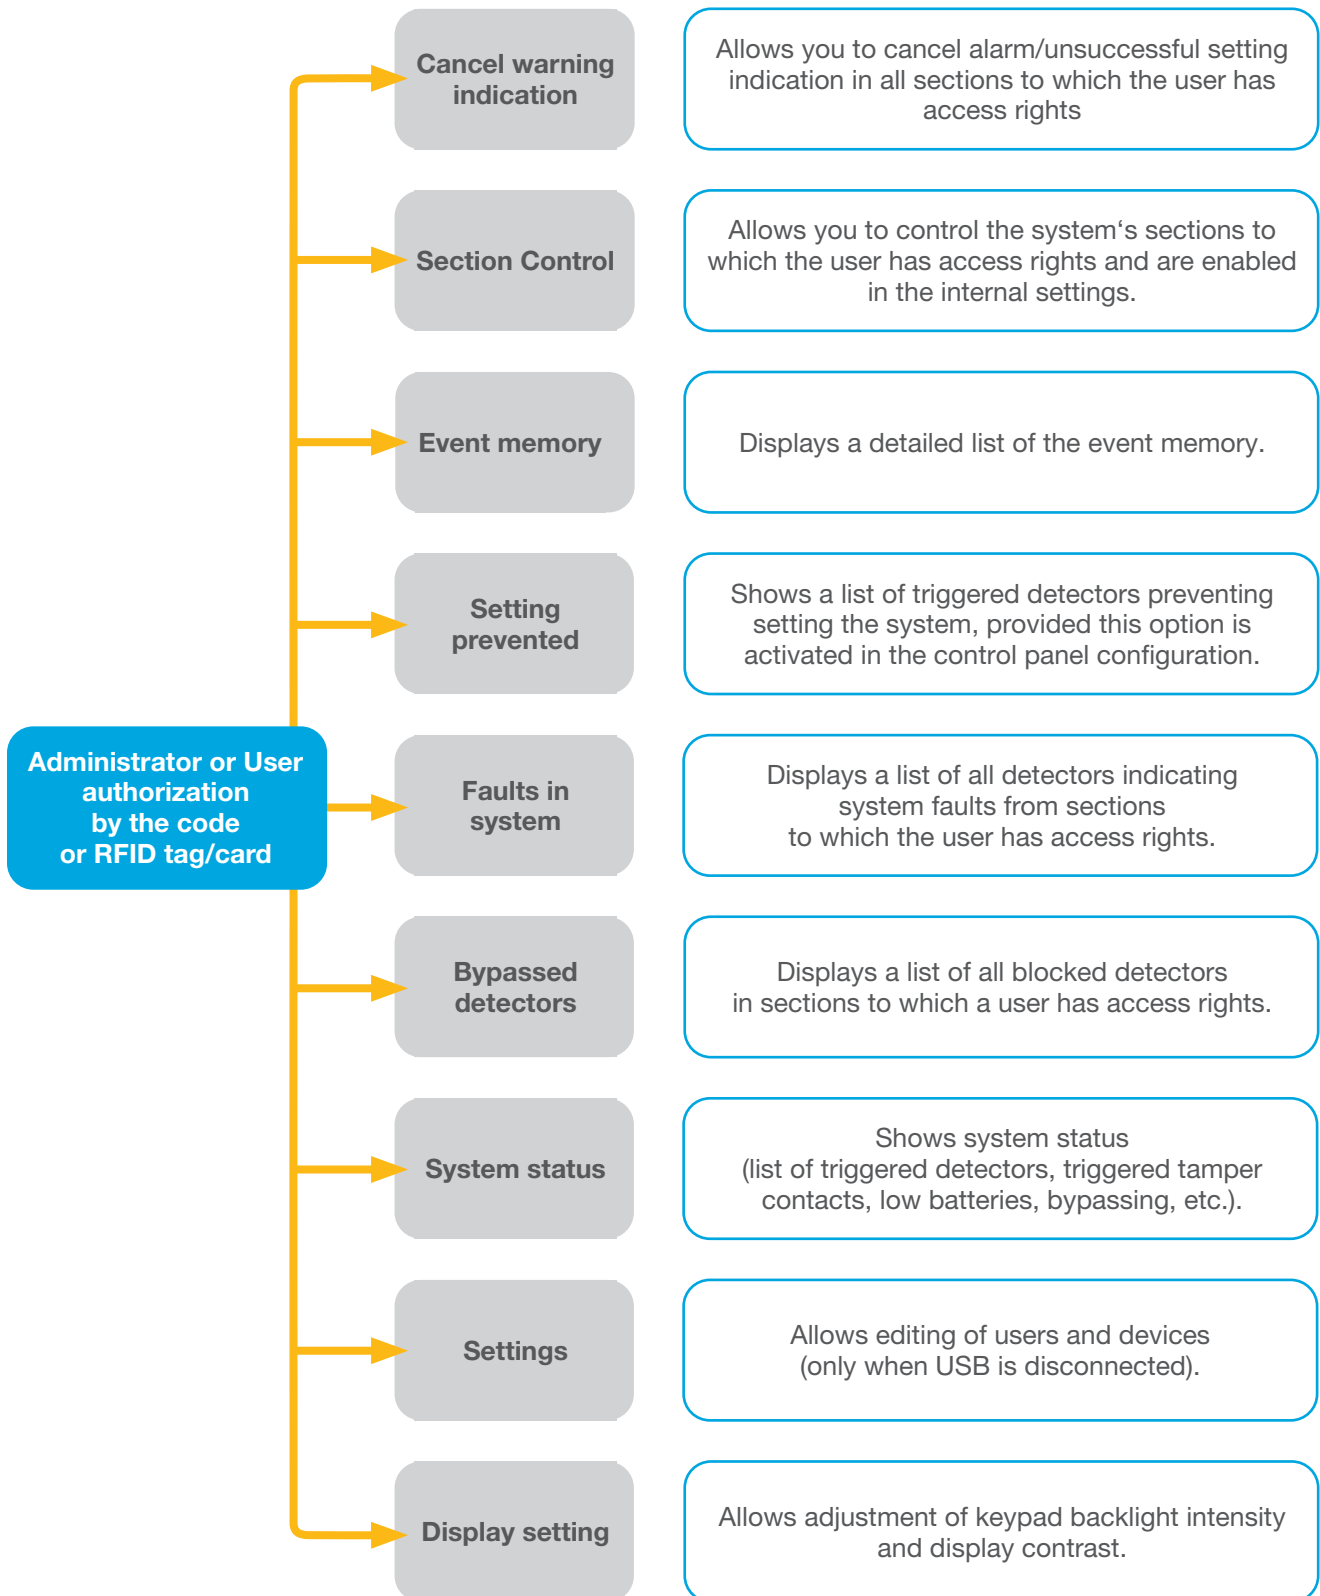 Cancel warning
indication
Allows you to cancel alarm/unsuccessful setting
indication in all sections to which the user has
access rights
Section Control
Allows you to control the system‘s sections to
which the user has access rights and are enabled
in the internal settings.
Event memory
Displays a detailed list of the event memory.
Setting
prevented
Shows a list of triggered detectors preventing
setting the system, provided this option is
activated in the control panel configuration.
Administrator or User
authorization
by the code
or RFID tag/card
Faults in
system
Displays a list of all detectors indicating
system faults from sections
to which the user has access rights.
Bypassed
detectors
Displays a list of all blocked detectors
in sections to which a user has access rights.
System status
Shows system status
(list of triggered detectors, triggered tamper
contacts, low batteries, bypassing, etc.).
Settings
Allows editing of users and devices
(only when USB is disconnected).
Display setting
Allows adjustment of keypad backlight intensity
and display contrast.